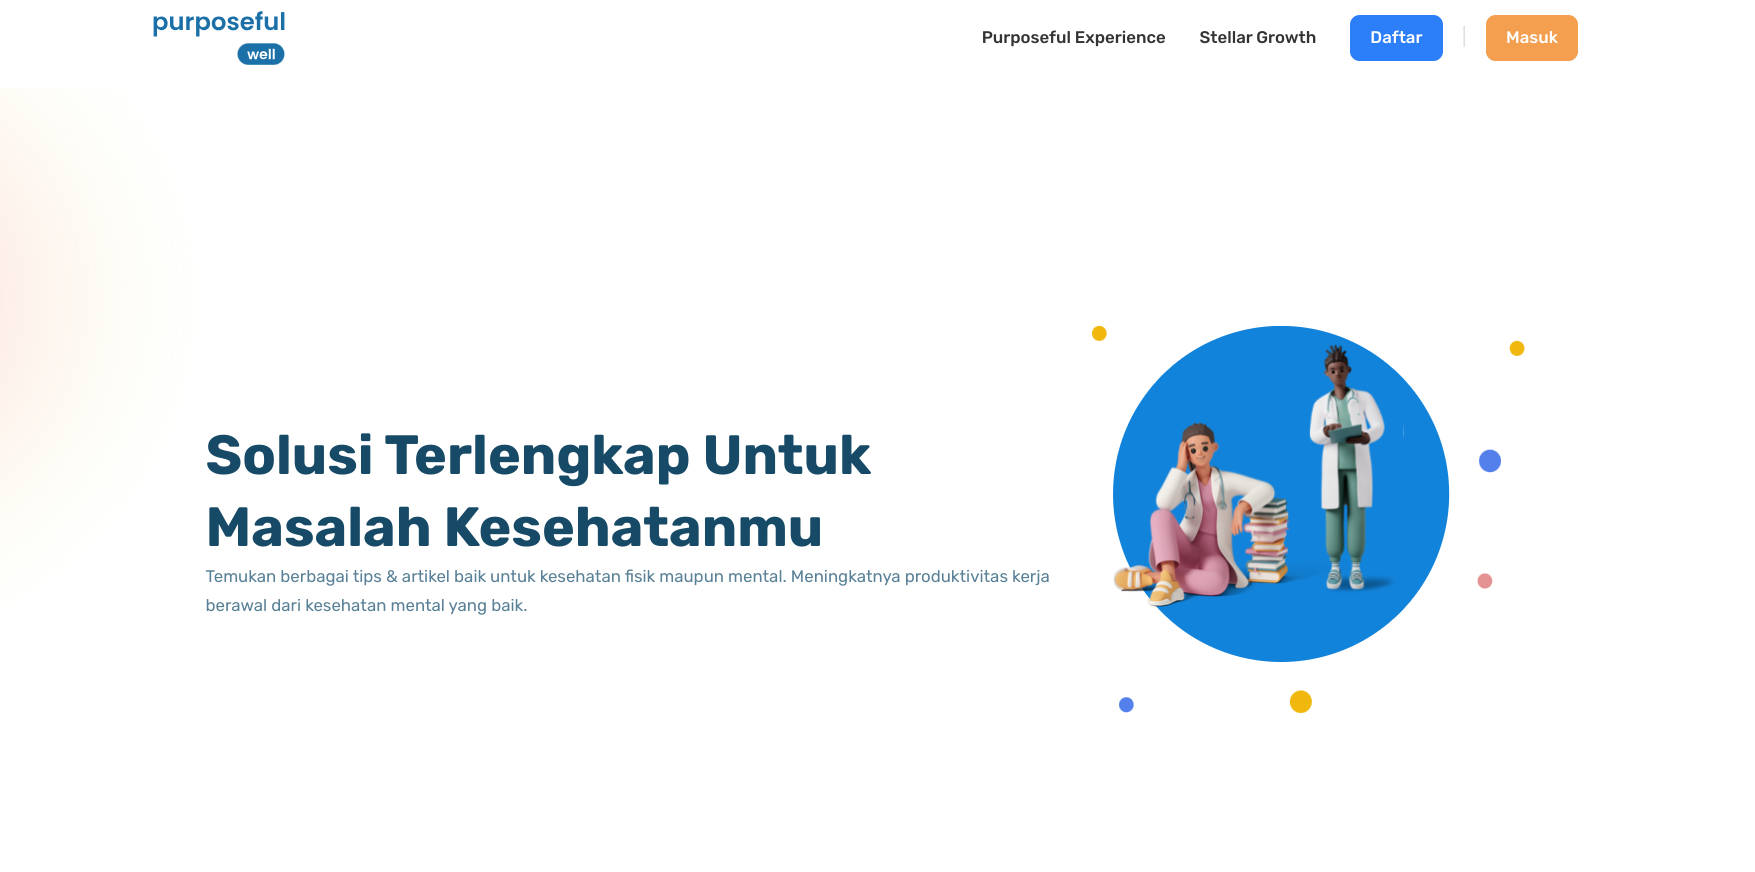 purposeful
well
Purposeful Experience
Stellar Growth
Daftar
Masuk
Solusi Terlengkap Untuk
Masalah Kesehatanmu
Temukan berbagai tips & artikel baik untuk kesehatan fisik maupun mental. Meningkatnya produktivitas kerja
berawal dari kesehatan mental yang baik.